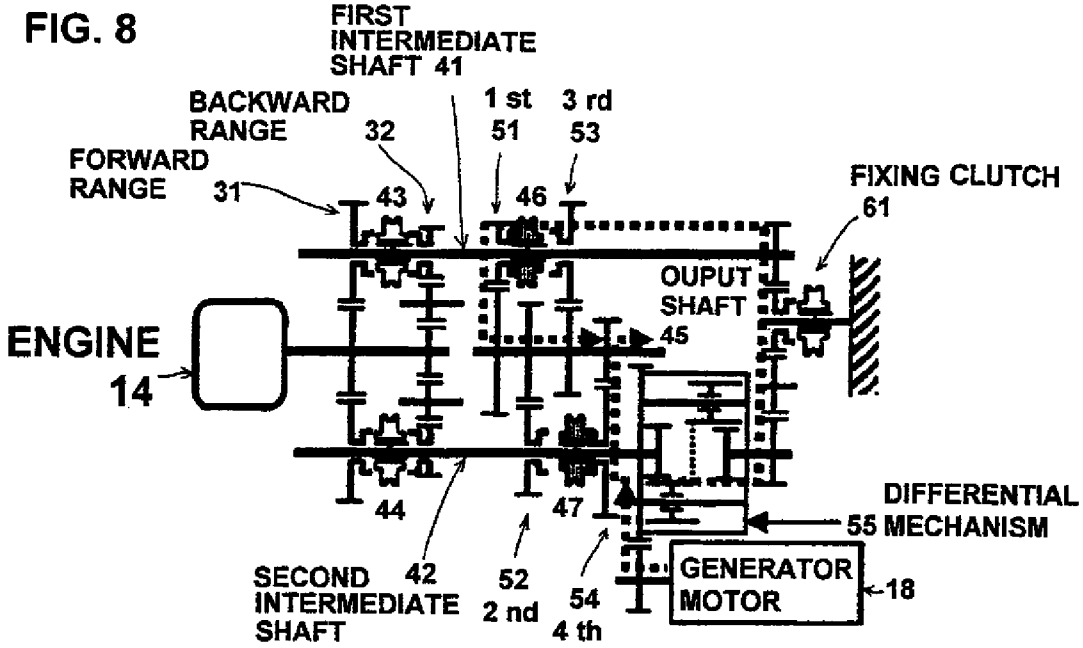 FIG. 8
FIRST
INTERMEDIATE
SHAFT 41
BACKWARD
RANGE 32
1 st
51
3 rd
53
FORWARD
RANGE 31
43
46
FIXING CLUTCH
61
OUPUT
SHAFT
45
ENGINE
14
44
47
DIFFERENTIAL
55 MECHANISM
SECOND 42
INTERMEDIATE
SHAFT
52
2 nd
54
4 th
GENERATOR
MOTOR
18